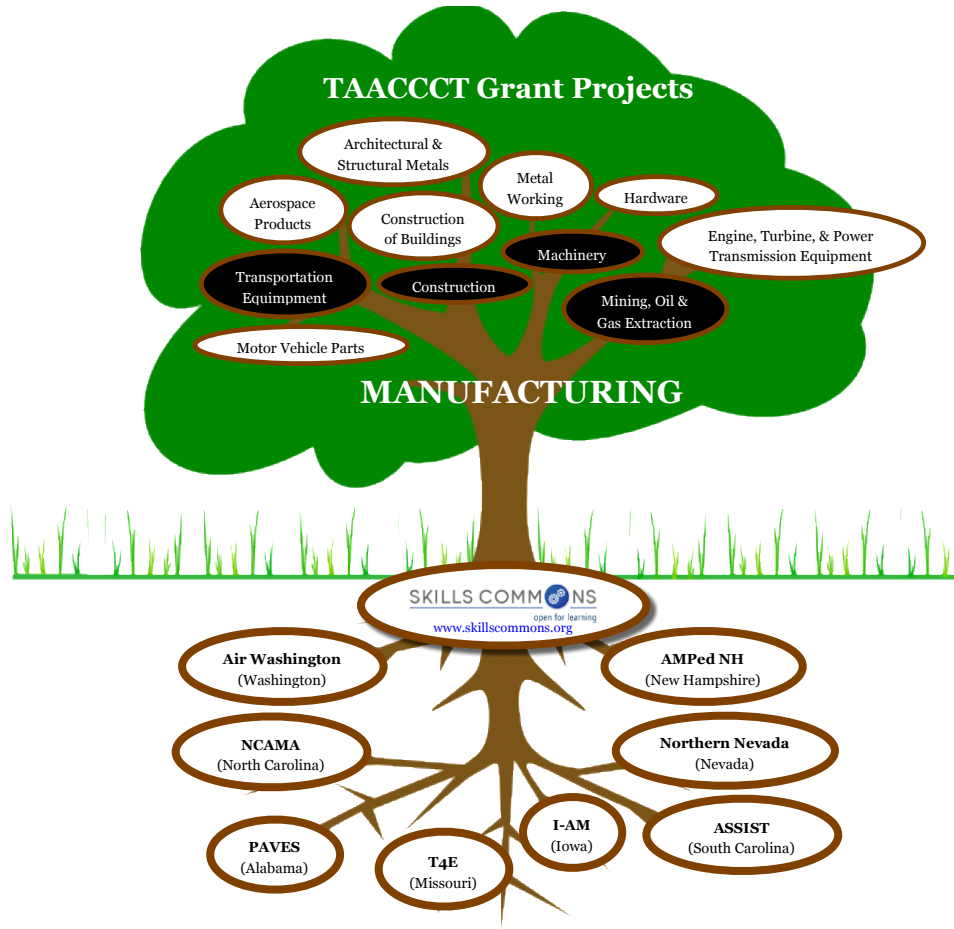 TAACCCT Grant Projects
Architectural &
Structural Metals
Metal
Working
Hardware
Aerospace
Products
Construction
of Buildings
Engine, Turbine, & Power
Transmission Equipment
Machinery
Transportation
Equimpment
Construction
Mining, Oil &
Gas Extraction
Motor Vehicle Parts
MANUFACTURING
SKILLS COMMONS
open for learning
www.skillscommons.org
Air Washington
(Washington)
AMPed NH
(New Hampshire)
NCAMA
(North Carolina)
Northern Nevada
(Nevada)
PAVES
(Alabama)
T4E
(Missouri)
I-AM
(Iowa)
ASSIST
(South Carolina)